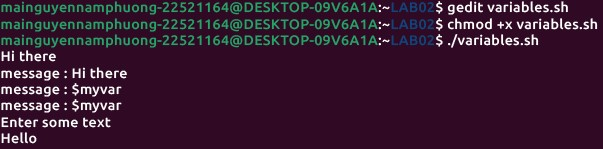 mainguyennamphuong-22521164@DESKTOP-09V6A1A:~LAB02$ gedit variables.sh
mainguyennamphuong-22521164@DESKTOP-09V6A1A:~LAB02$ chmod +x variables.sh
mainguyennamphuong-22521164@DESKTOP-09V6A1A:~LAB02$ ./variables.sh
Hi there
message : Hi there
message : $myvar
message : $myvar
Enter some text
Hello